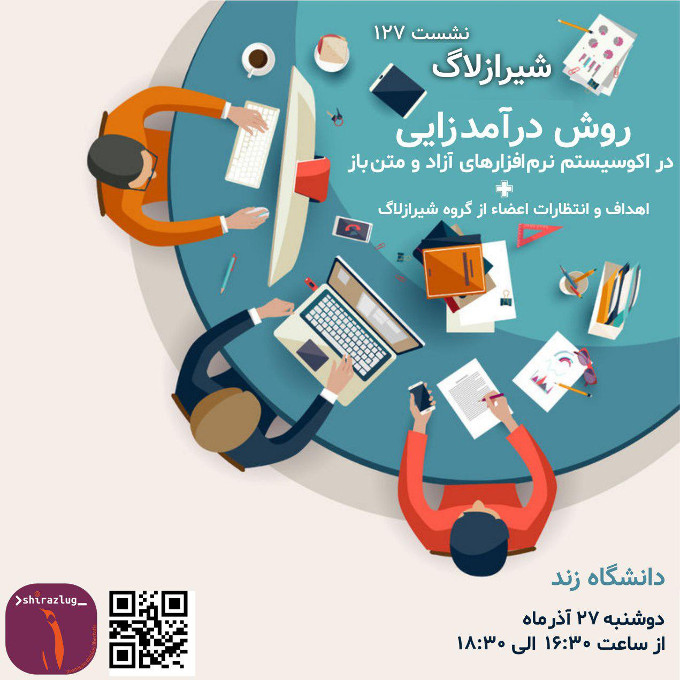 نشست ۱۲۷
شیرازلاگ
روش درآمدزایی
در اکوسیستم نرم‌افزارهای آزاد و متن‌باز
+
اهداف و انتظارات اعضاء از گروه شیرازلاگ
دانشگاه زند
دوشنبه ۲۷ آذرماه
از ساعت ۱۶:۳۰ الی ۱۸:۳۰
>shirazlug_